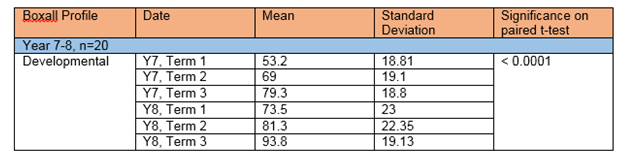 Boxall Profile Date Mean Standard Deviation Significance on paired t-test
Year 7-8, n=20
Developmental Y7, Term 1 53.2 18.81 < 0.0001
Y7, Term 2 69 19.1
Y7, Term 3 79.3 18.8
Y8, Term 1 73.5 23
Y8, Term 2 81.3 22.35
Y8, Term 3 93.8 19.13